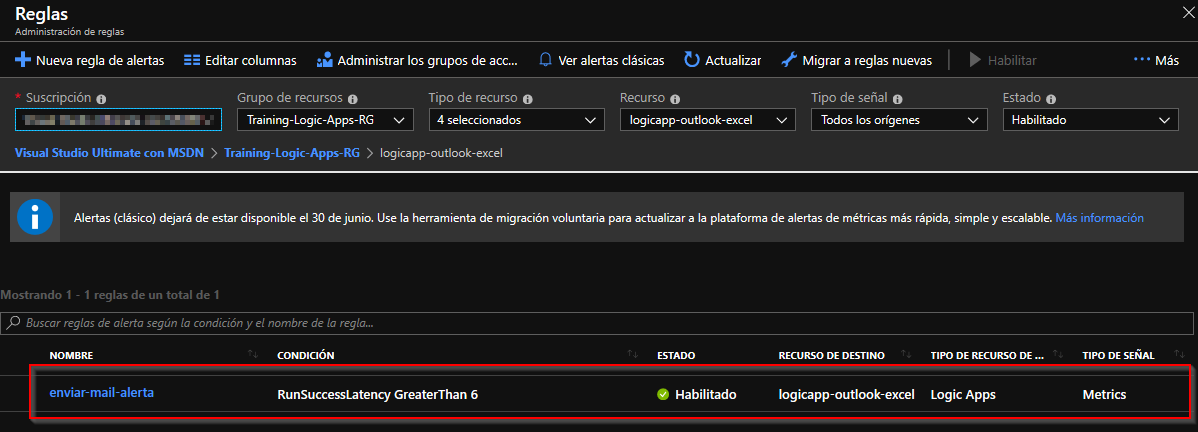 Reglas
Administración de reglas
Nueva regla de alertas Editar columnas Administrar los grupos de acc... Ver alertas clásicas Actualizar Migrar a reglas nuevas Habilitar ··· Más
* Suscripción Grupo de recursos Tipo de recurso Recurso Tipo de señal Estado
Training-Logic-Apps-RG 4 seleccionados logicapp-outlook-excel Todos los orígenes Habilitado
Visual Studio Ultimate con MSDN > Training-Logic-Apps-RG > logicapp-outlook-excel
Alertas (clásico) dejará de estar disponible el 30 de junio. Use la herramienta de migración voluntaria para actualizar a la plataforma de alertas de métricas más rápida, simple y escalable. Más información
Mostrando 1 - 1 reglas de un total de 1
Buscar reglas de alerta según la condición y el nombre de la regla...
NOMBRE CONDICIÓN ESTADO RECURSO DE DESTINO TIPO DE RECURSO DE ... TIPO DE SEÑAL
enviar-mail-alerta RunSuccessLatency GreaterThan 6 Habilitado logicapp-outlook-excel Logic Apps Metrics